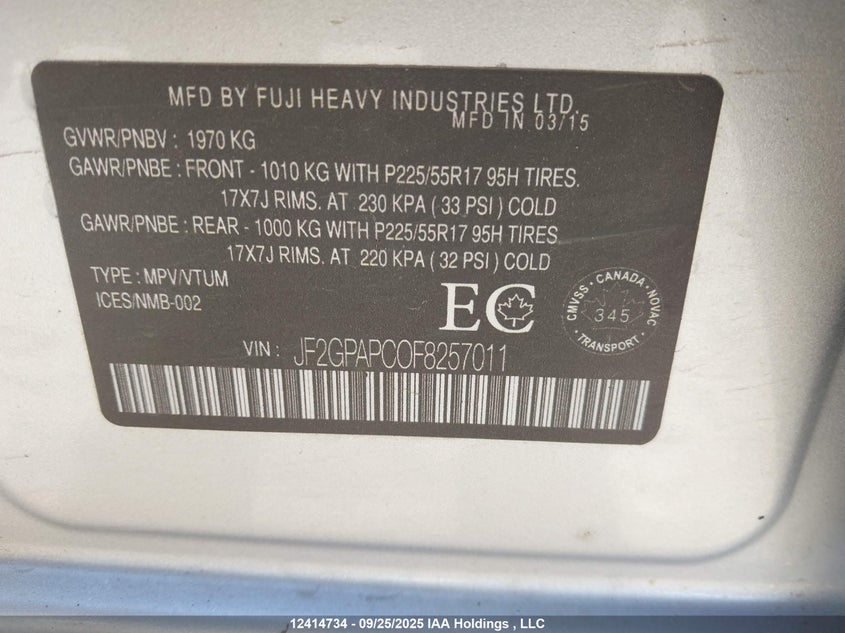 MFD BY FUJI HEAVY INDUSTRIES LTD.
MFD IN 03/15
GVWR/PNBV : 1970 KG
GAWR/PNBE : FRONT - 1010 KG WITH P225/55R17 95H TIRES.
17X7J RIMS. AT 230 KPA ( 33 PSI ) COLD
GAWR/PNBE : REAR - 1000 KG WITH P225/55R17 95H TIRES
17X7J RIMS. AT 220 KPA ( 32 PSI ) COLD
TYPE : MPV/VTUM
ICES/NMB-002
EC
CMVSS · CANADA · NOVAC
345
· TRANSPORT ·
VIN : JF2GPAPC0F8257011
12414734 - 09/25/2025 IAA Holdings , LLC